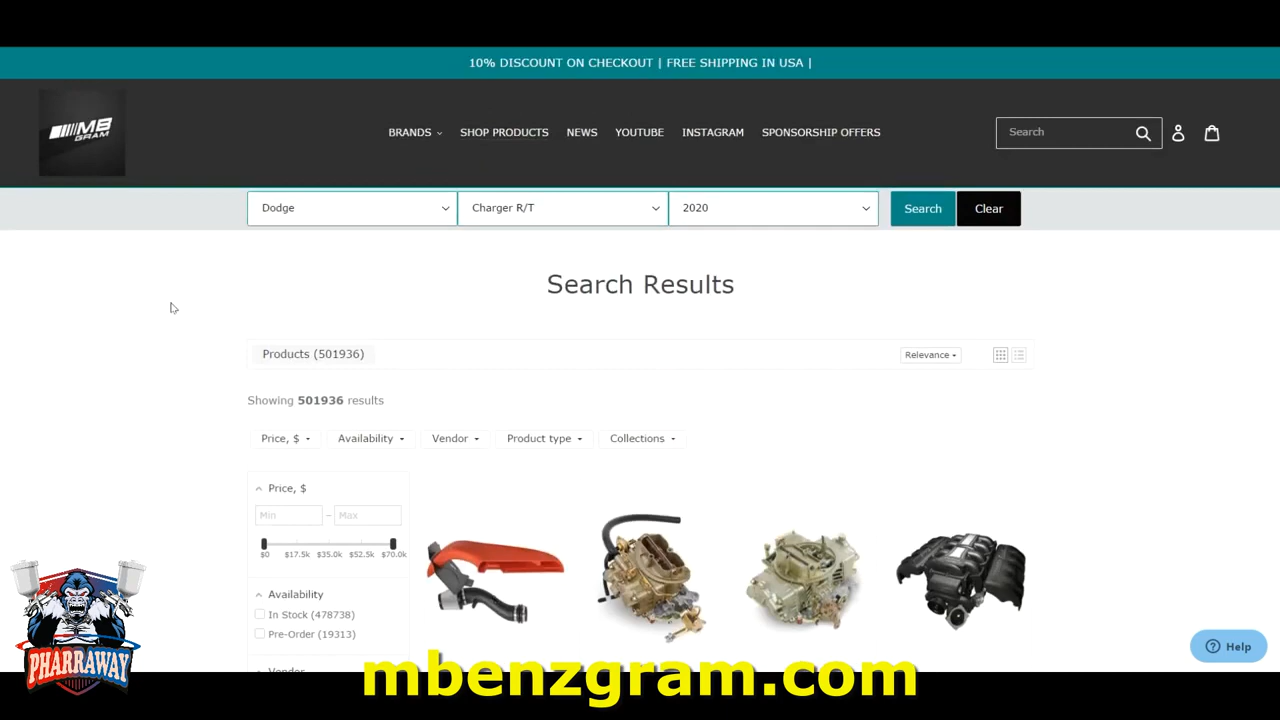 10% DISCOUNT ON CHECKOUT | FREE SHIPPING IN USA |
MB
GRAM
BRANDS SHOP PRODUCTS NEWS YOUTUBE INSTAGRAM SPONSORSHIP OFFERS
Search
Dodge Charger R/T 2020 Search Clear
Search Results
Products (501936) Relevance
Showing 501936 results
Price, $ Availability Vendor Product type Collections
Price, $
Min – Max
$0 $17.5k $35.0k $52.5k $70.0k
Availability
In Stock (478738)
Pre-Order (19313)
Vendor
Help
PHARRAWAY
mbenzgram.com